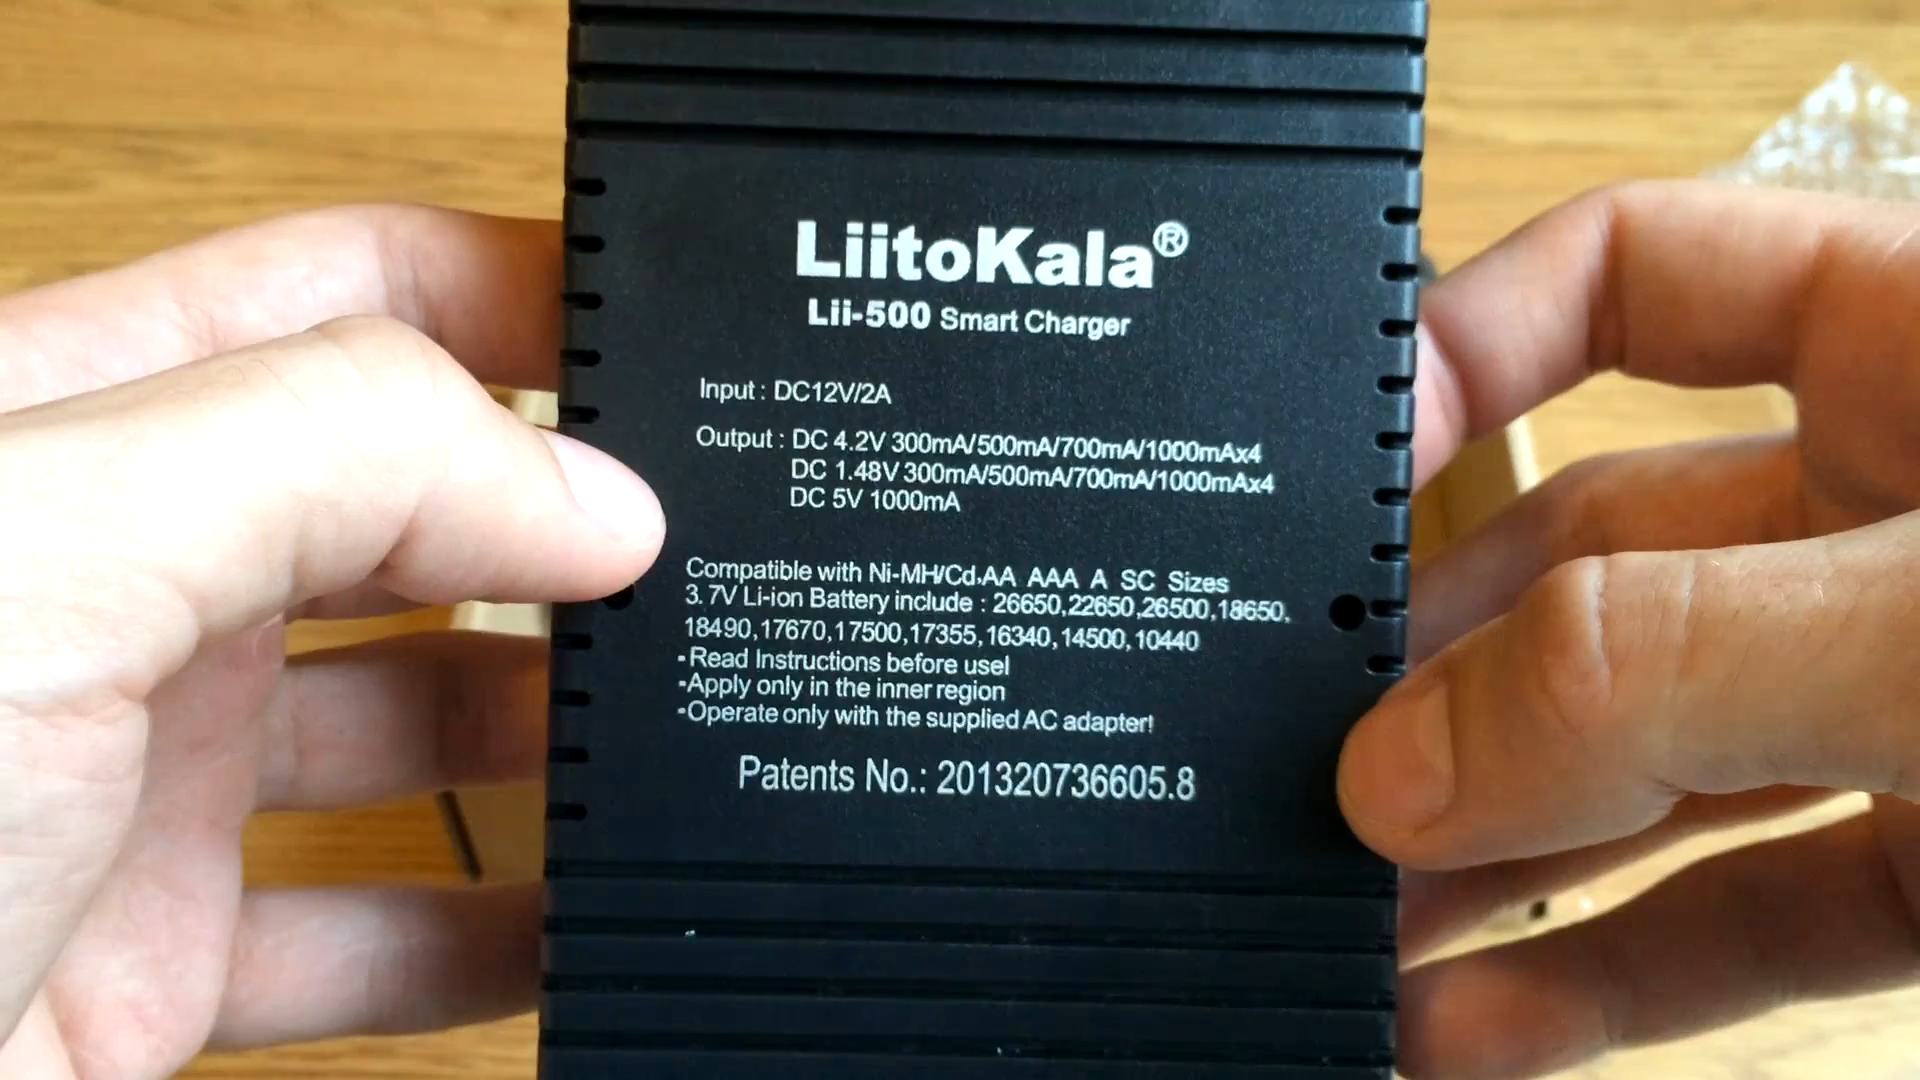 LiitoKala®
Lii-500 Smart Charger
Input : DC12V/2A
Output : DC 4.2V 300mA/500mA/700mA/1000mAx4
DC 1.48V 300mA/500mA/700mA/1000mAx4
DC 5V 1000mA
Compatible with Ni-MH/Cd,AA AAA A SC Sizes
3.7V Li-ion Battery include : 26650,22650,26500,18650,
18490,17670,17500,17355,16340,14500,10440
-Read Instructions before usel
-Apply only in the inner region
-Operate only with the supplied AC adapter!
Patents No.: 201320736605.8